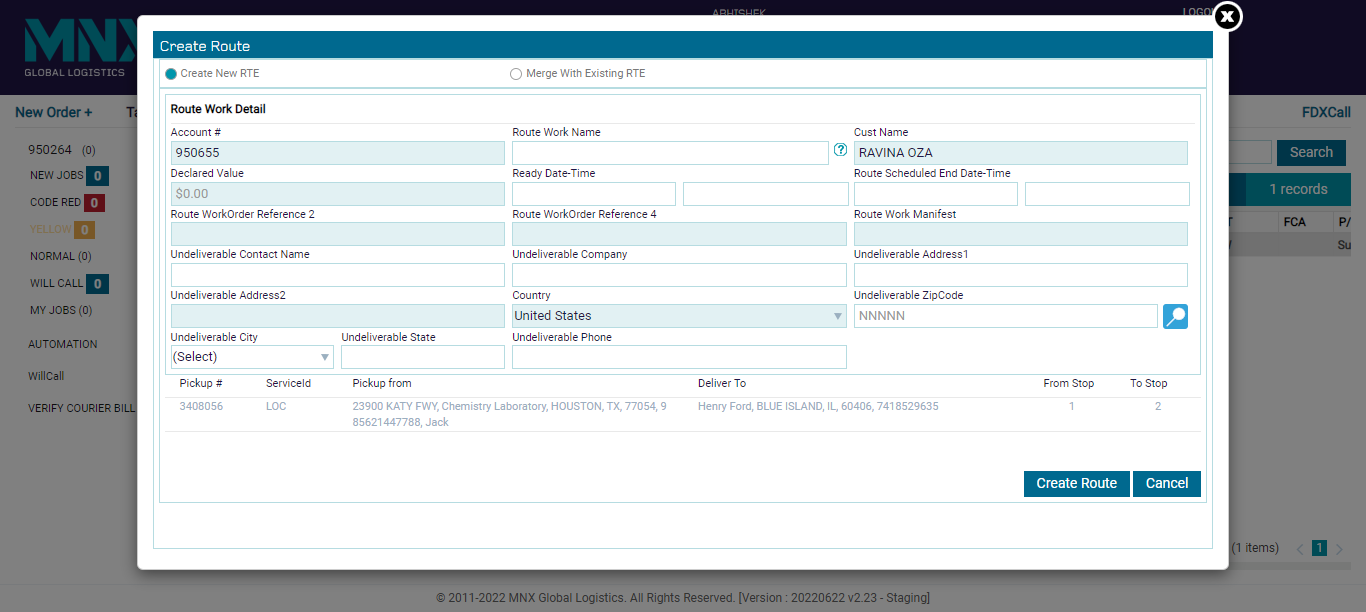 ABHISHEK
MNX
GLOBAL LOGISTICS
Create Route
Create New RTE Merge With Existing RTE
New Order + FDXCall
Route Work Detail
Account # Route Work Name Cust Name
950264 (0) 950655 RAVINA OZA Search
NEW JOBS 0 Declared Value Ready Date-Time Route Scheduled End Date-Time
$0.00 1 records
CODE RED 0 Route WorkOrder Reference 2 Route WorkOrder Reference 4 Route Work Manifest
FCA P/
YELLOW 0
Su
NORMAL (0) Undeliverable Contact Name Undeliverable Company Undeliverable Address1
WILL CALL 0
Undeliverable Address2 Country Undeliverable ZipCode
MY JOBS (0) United States NNNNN
Undeliverable City Undeliverable State Undeliverable Phone
AUTOMATION
(Select)
WillCall
Pickup # ServiceId Pickup from Deliver To From Stop To Stop
VERIFY COURIER BILL 3408056 LOC 23900 KATY FWY, Chemistry Laboratory, HOUSTON, TX, 77054, 9 Henry Ford, BLUE ISLAND, IL, 60406, 7418529635 1 2
85621447788, Jack
Create Route Cancel
(1 items) 1
© 2011-2022 MNX Global Logistics. All Rights Reserved. [Version : 20220622 v2.23 - Staging]